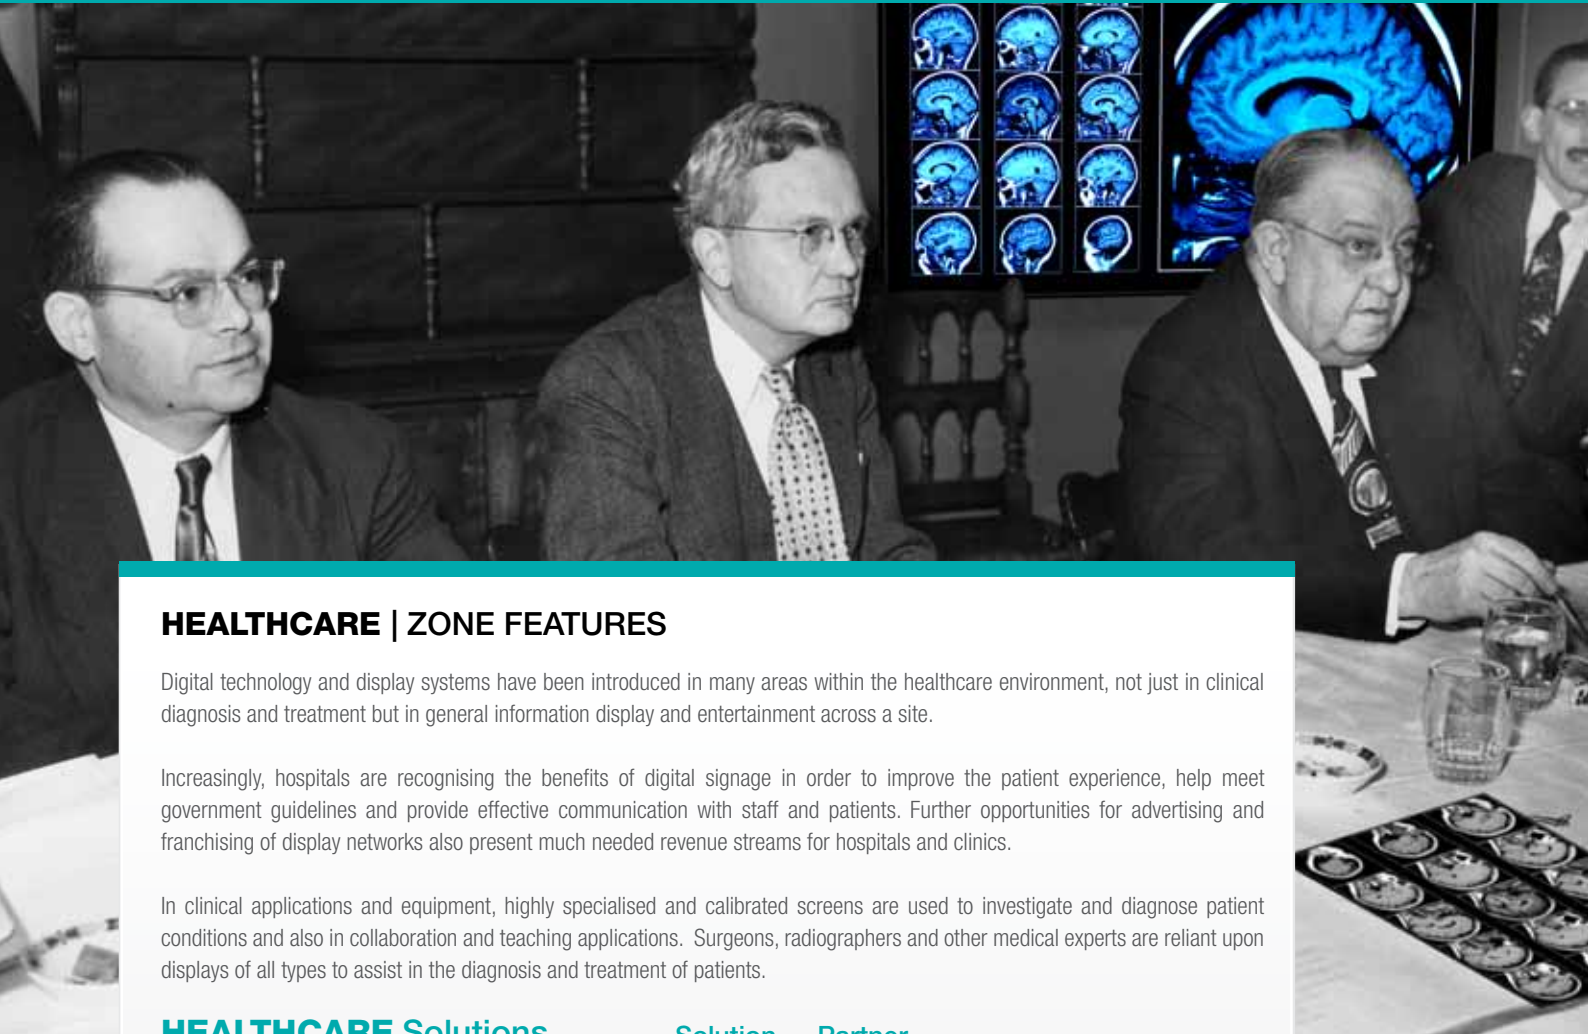 HEALTHCARE | ZONE FEATURES
Digital technology and display systems have been introduced in many areas within the healthcare environment, not just in clinical
diagnosis and treatment but in general information display and entertainment across a site.
Increasingly, hospitals are recognising the benefits of digital signage in order to improve the patient experience, help meet
government guidelines and provide effective communication with staff and patients. Further opportunities for advertising and
franchising of display networks also present much needed revenue streams for hospitals and clinics.
In clinical applications and equipment, highly specialised and calibrated screens are used to investigate and diagnose patient
conditions and also in collaboration and teaching applications.  Surgeons, radiographers and other medical experts are reliant upon
displays of all types to assist in the diagnosis and treatment of patients.
HEALTHCARE Solutions Solution Partner